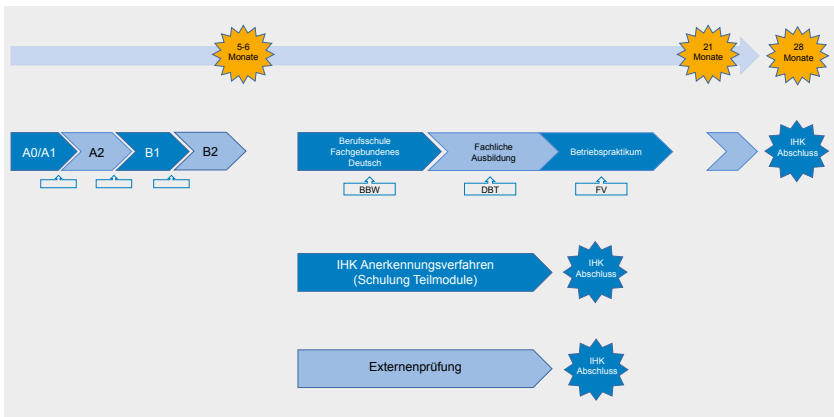 5-6
Monate
21
Monate
28
Monate
A0/A1
A2
B1
B2
Berufsschule
Fachgebundenes
Deutsch
Fachliche
Ausbildung
Betriebspraktikum
IHK
Abschluss
BBW
DBT
FV
IHK Anerkennungsverfahren
(Schulung Teilmodule)
IHK
Abschluss
Externenprüfung
IHK
Abschluss